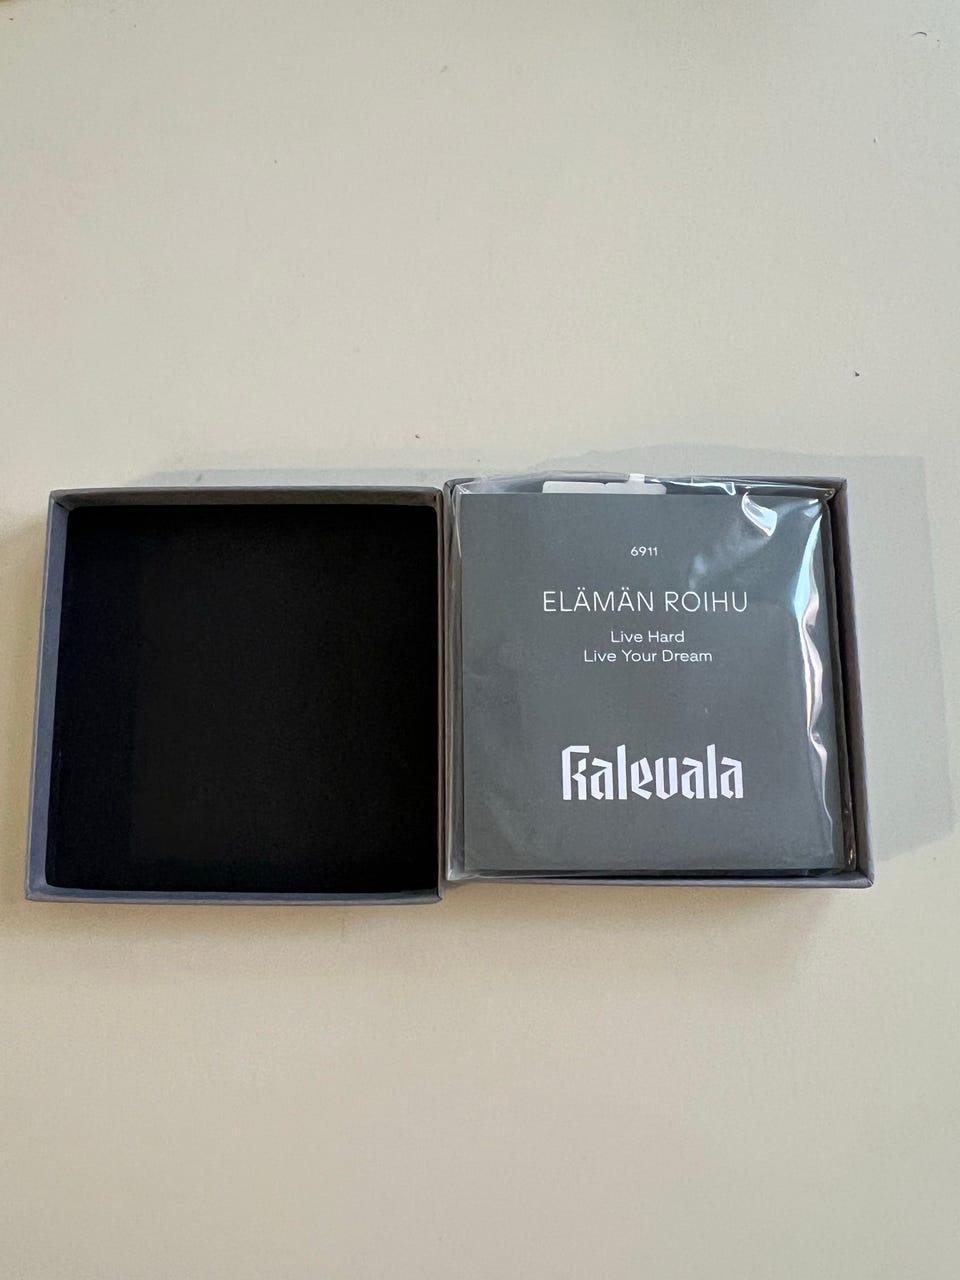 6911
ELÄMÄN ROIHU
Live Hard
Live Your Dream
Kalevala